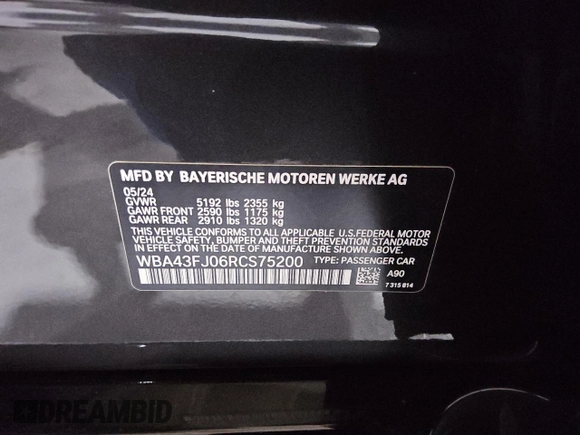 MFD BY BAYERISCHE MOTOREN WERKE AG
05/24
GVWR 5192 lbs 2355 kg
GAWR FRONT 2590 lbs 1175 kg
GAWR REAR 2910 lbs 1320 kg
THIS VEHICLE CONFORMS TO ALL APPLICABLE U.S.FEDERAL MOTOR
VEHICLE SAFETY, BUMPER, AND THEFT PREVENTION
STANDARDS IN EFFECT ON THE DATE OF MANUFACTURE SHOWN ABOVE.
WBA43FJ06RCS75200 TYPE: PASSENGER CAR
A90
7 315 814
DREAMBID